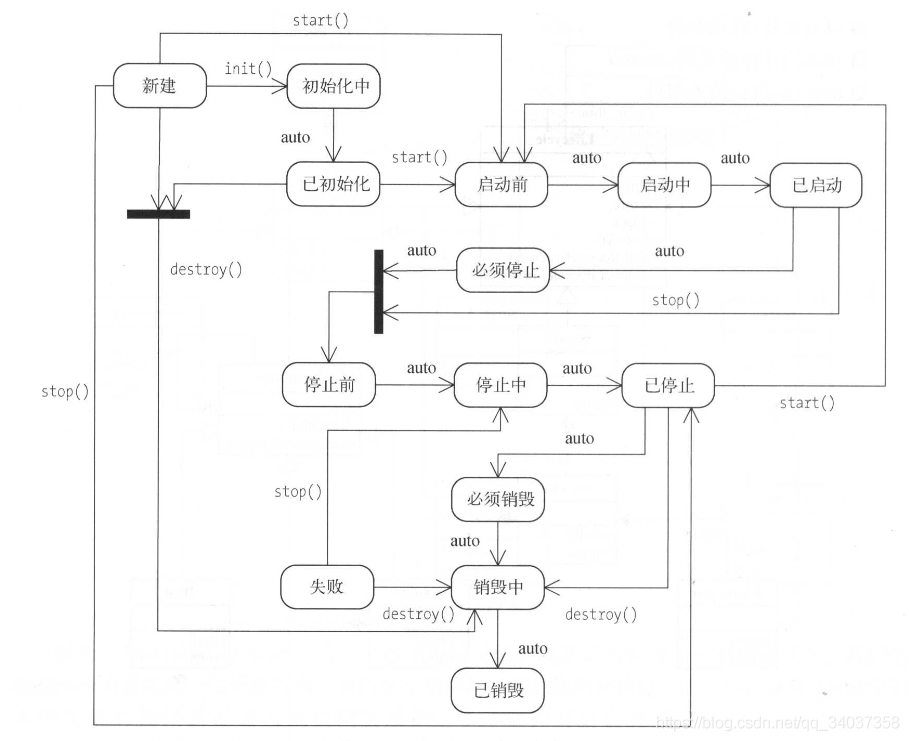 start()
新建
init()
初始化中
auto
已初始化
start()
启动前
auto
启动中
auto
已启动
destroy()
auto
必须停止
auto
stop()
停止前
auto
停止中
auto
已停止
stop()
start()
auto
stop()
必须销毁
auto
失败
销毁中
destroy()
destroy()
auto
已销毁
https://blog.csdn.net/qq_34037358